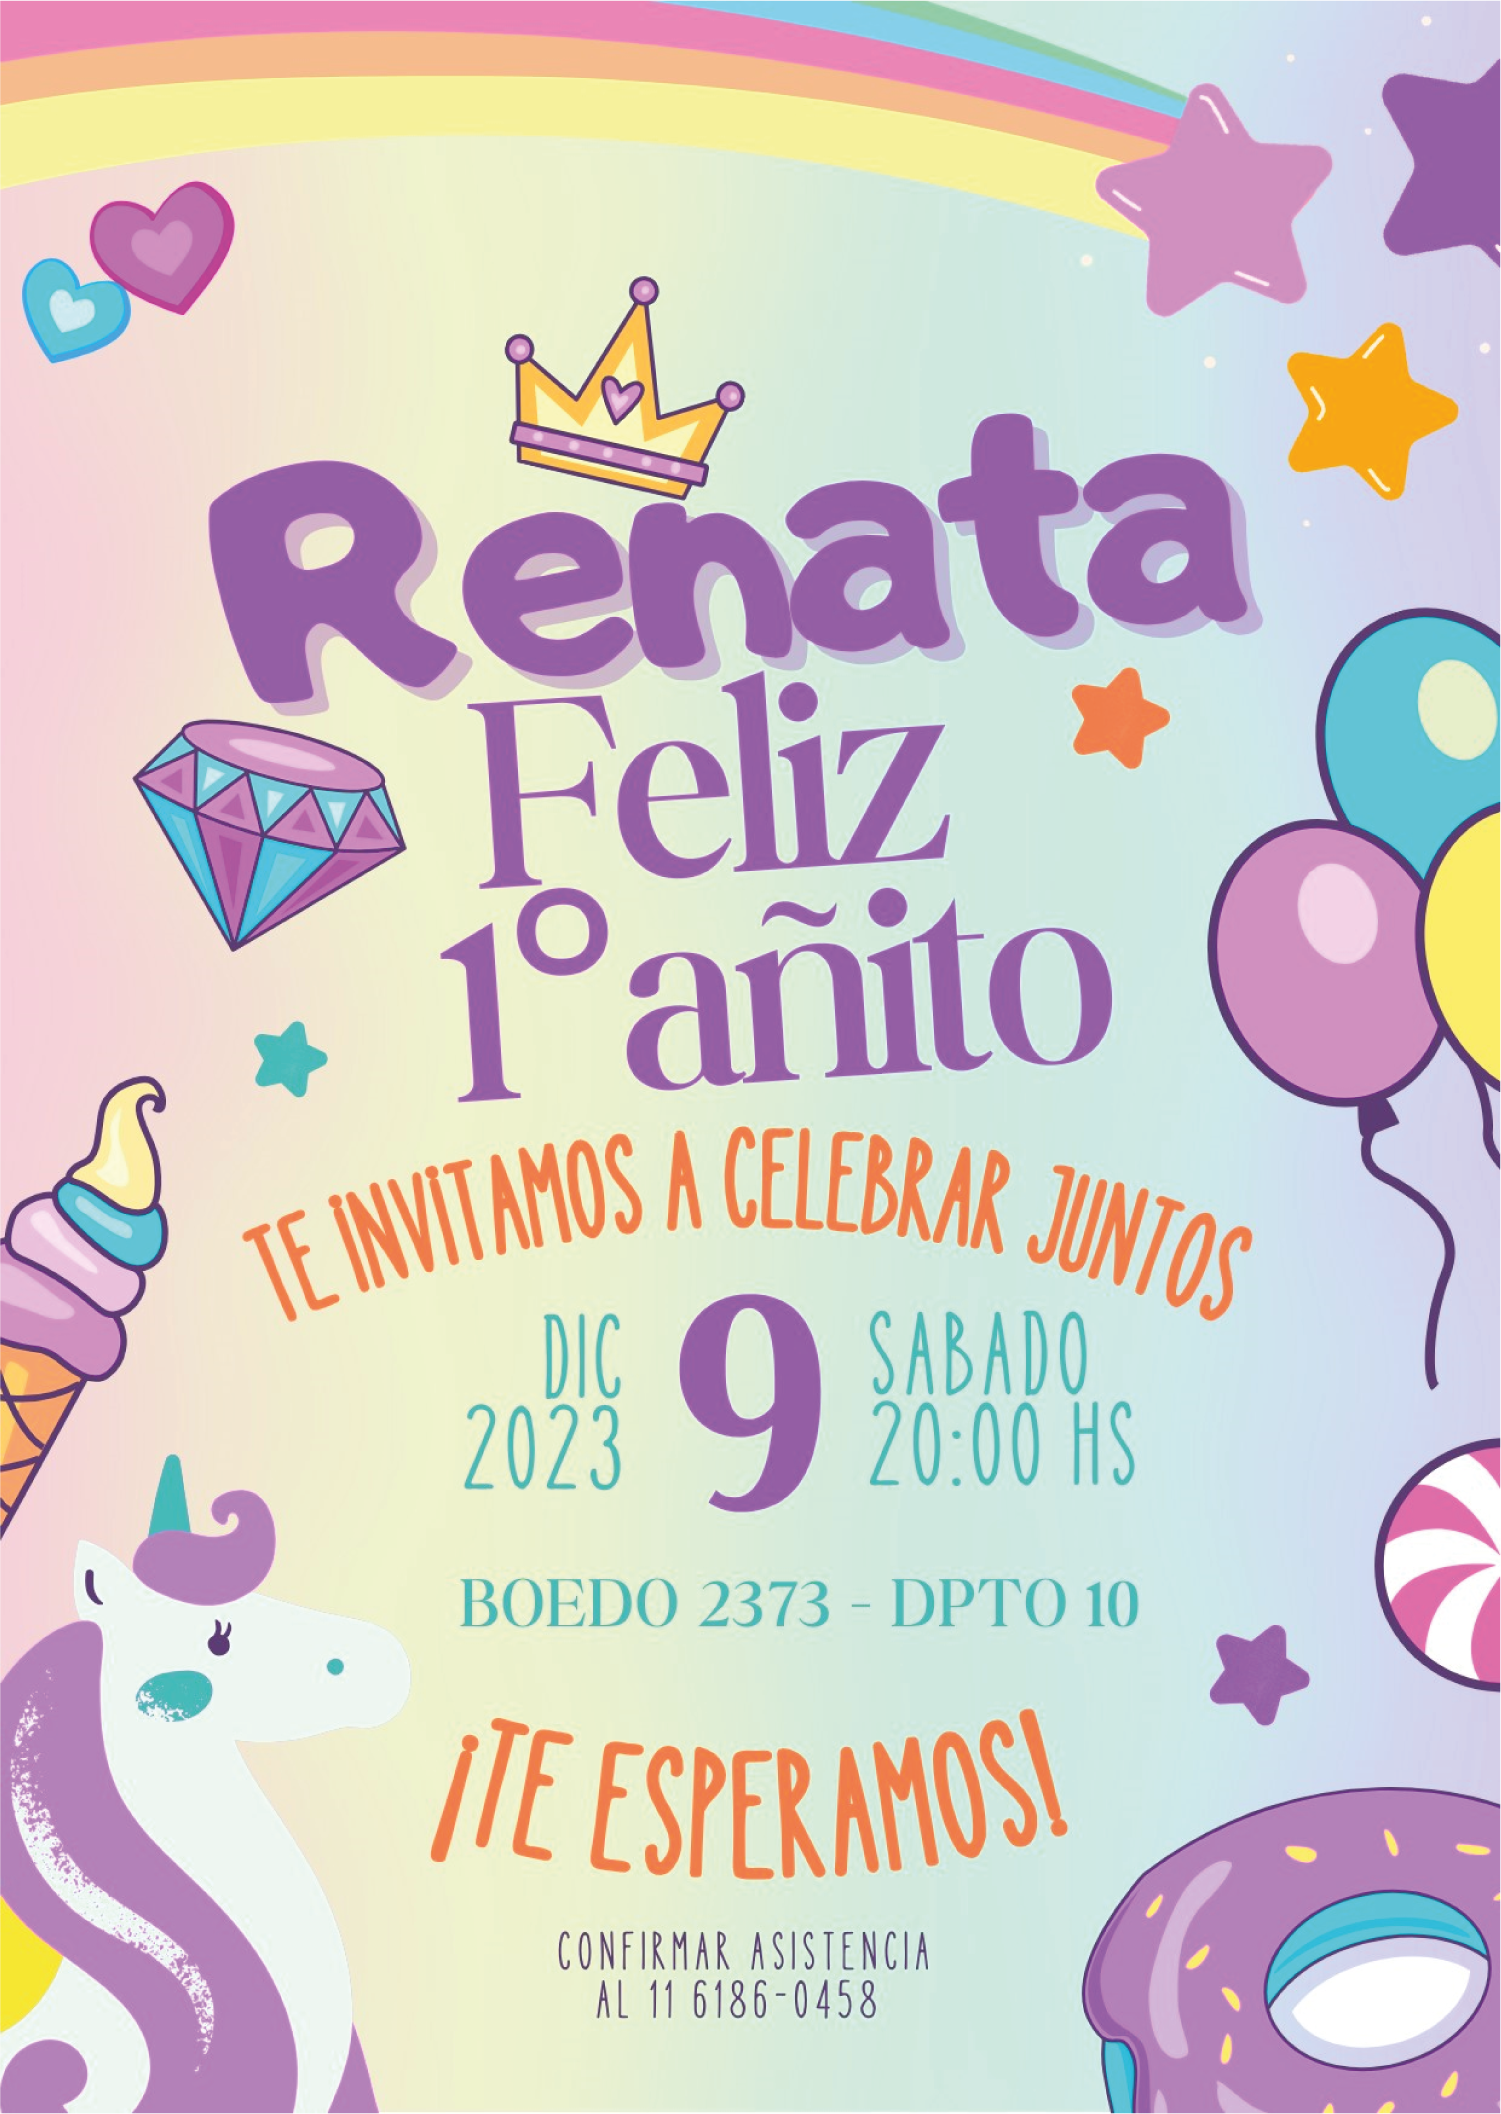 Renata
Feliz
1° añito
TE INVITAMOS A CELEBRAR JUNTOS
DIC
2023
9
SABADO
20:00 HS
BOEDO 2373 - DPTO 10
¡TE ESPERAMOS!
CONFIRMAR ASISTENCIA
AL 11 6186-0458